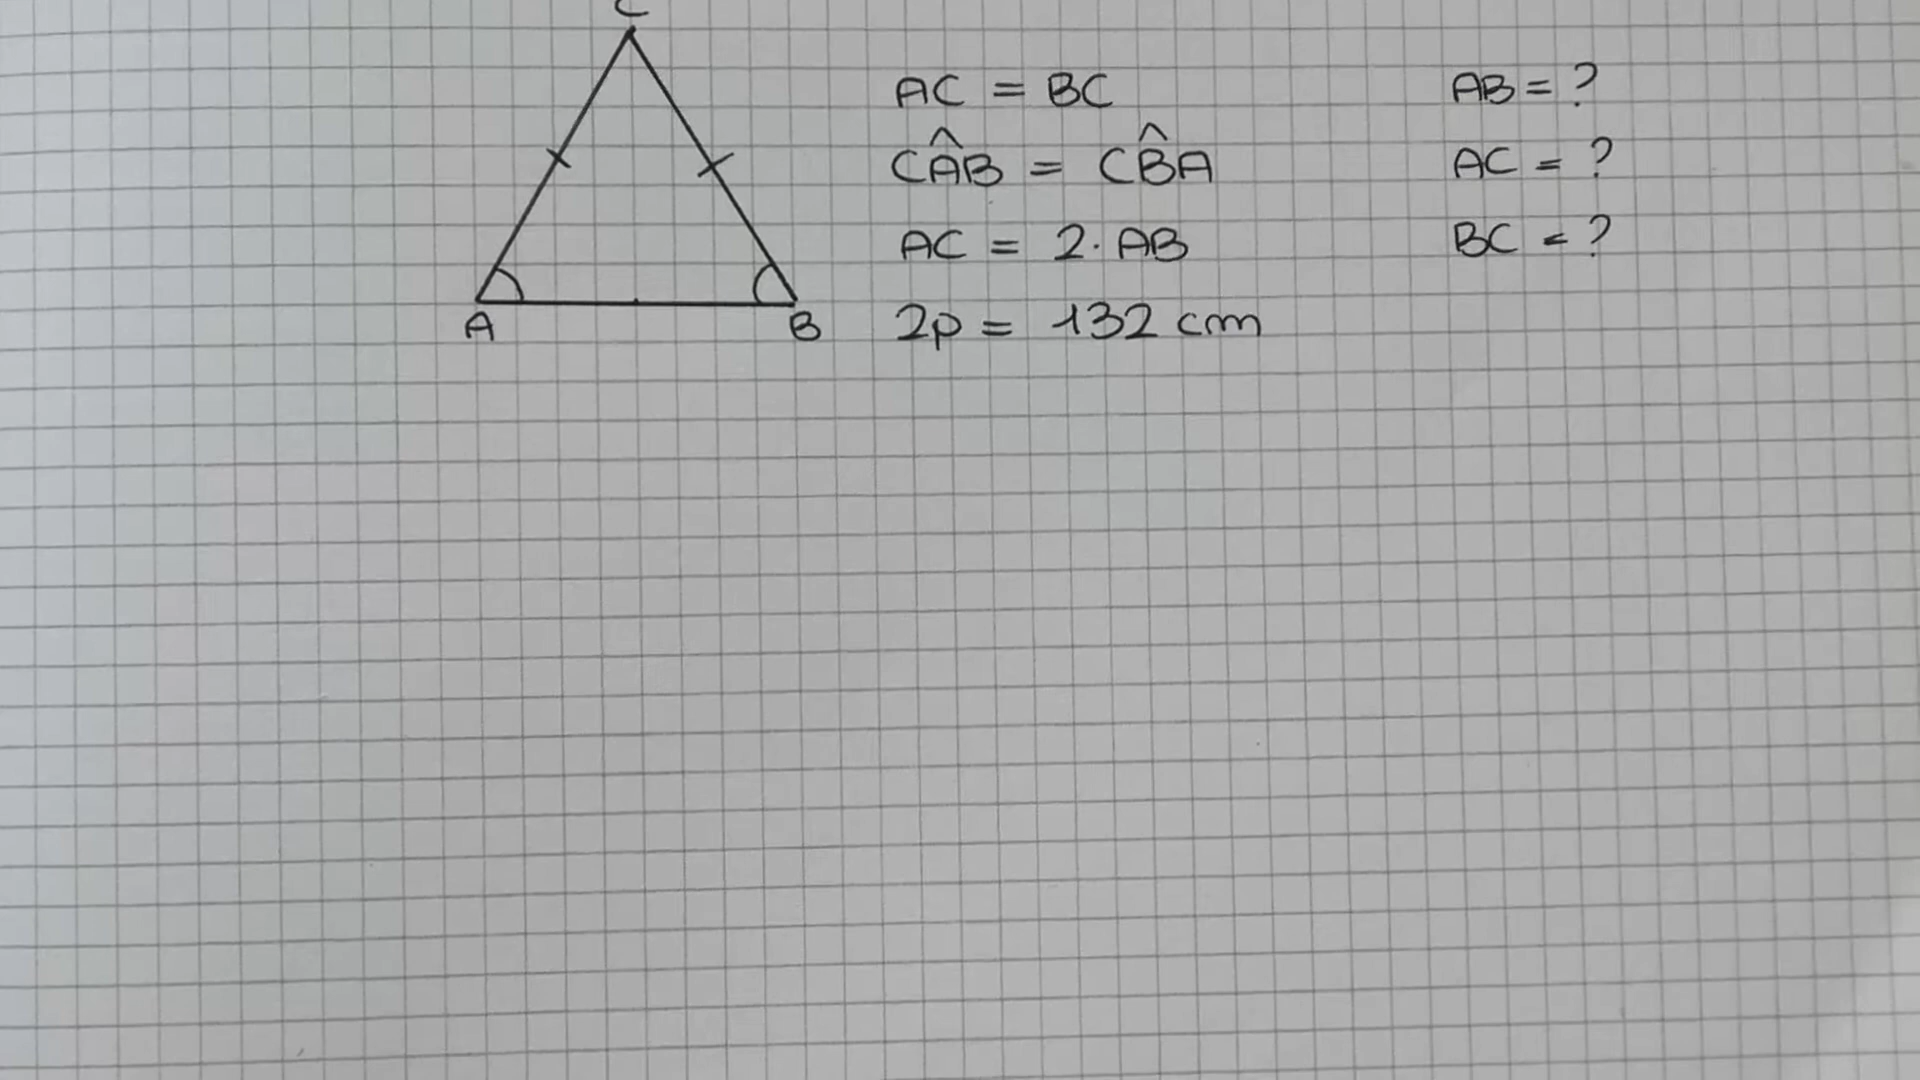 C
AC = BC
CÂB = CB̂A
AC = 2·AB
2p = 132 cm
AB = ?
AC = ?
BC = ?
A
B